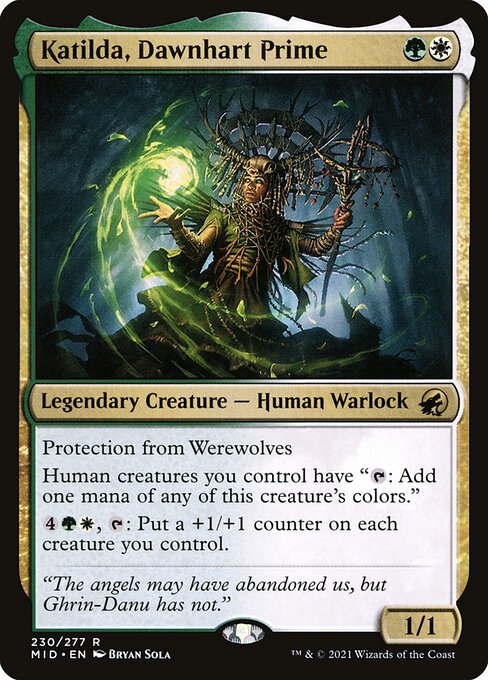 Katilda, Dawnhart Prime
Legendary Creature — Human Warlock
Protection from Werewolves
Human creatures you control have “: Add
one mana of any of this creature’s colors.”
4, : Put a +1/+1 counter on each
creature you control.
“The angels may have abandoned us, but
Ghrin-Danu has not.”
1/1
230/277 R
MID • EN Bryan Sola
™ & © 2021 Wizards of the Coast